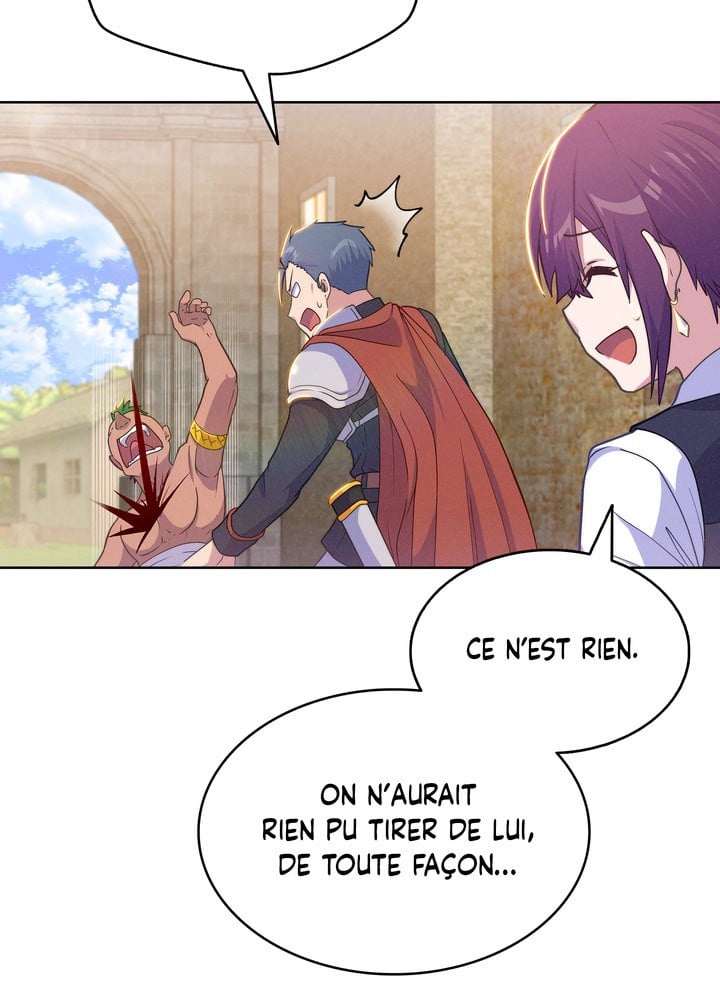 CE N'EST RIEN.
ON N'AURAIT
RIEN PU TIRER DE LUI,
DE TOUTE FAÇON...